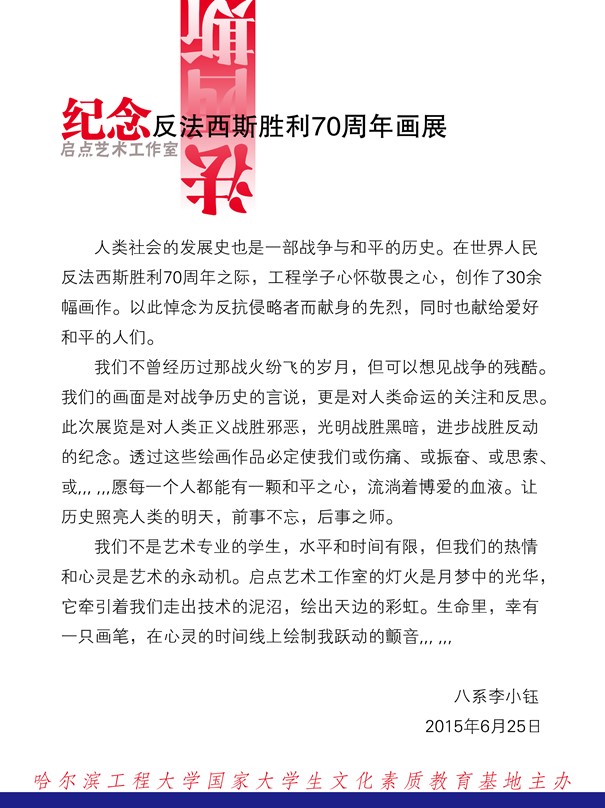 斯
西
法
纪念反法西斯胜利70周年画展
启点艺术工作室
人类社会的发展史也是一部战争与和平的历史。在世界人民
反法西斯胜利70周年之际，工程学子心怀敬畏之心，创作了30余
幅画作。以此悼念为反抗侵略者而献身的先烈，同时也献给爱好
和平的人们。
我们不曾经历过那战火纷飞的岁月，但可以想见战争的残酷。
我们的画面是对战争历史的言说，更是对人类命运的关注和反思。
此次展览是对人类正义战胜邪恶，光明战胜黑暗，进步战胜反动
的纪念。透过这些绘画作品必定使我们或伤痛、或振奋、或思索、
或,,, ,,,愿每一个人都能有一颗和平之心，流淌着博爱的血液。让
历史照亮人类的明天，前事不忘，后事之师。
我们不是艺术专业的学生，水平和时间有限，但我们的热情
和心灵是艺术的永动机。启点艺术工作室的灯火是月梦中的光华，
它牵引着我们走出技术的泥沼，绘出天边的彩虹。生命里，幸有
一只画笔，在心灵的时间线上绘制我跃动的颤音,,, ,,,
八系李小钰
2015年6月25日
哈尔滨工程大学国家大学生文化素质教育基地主办